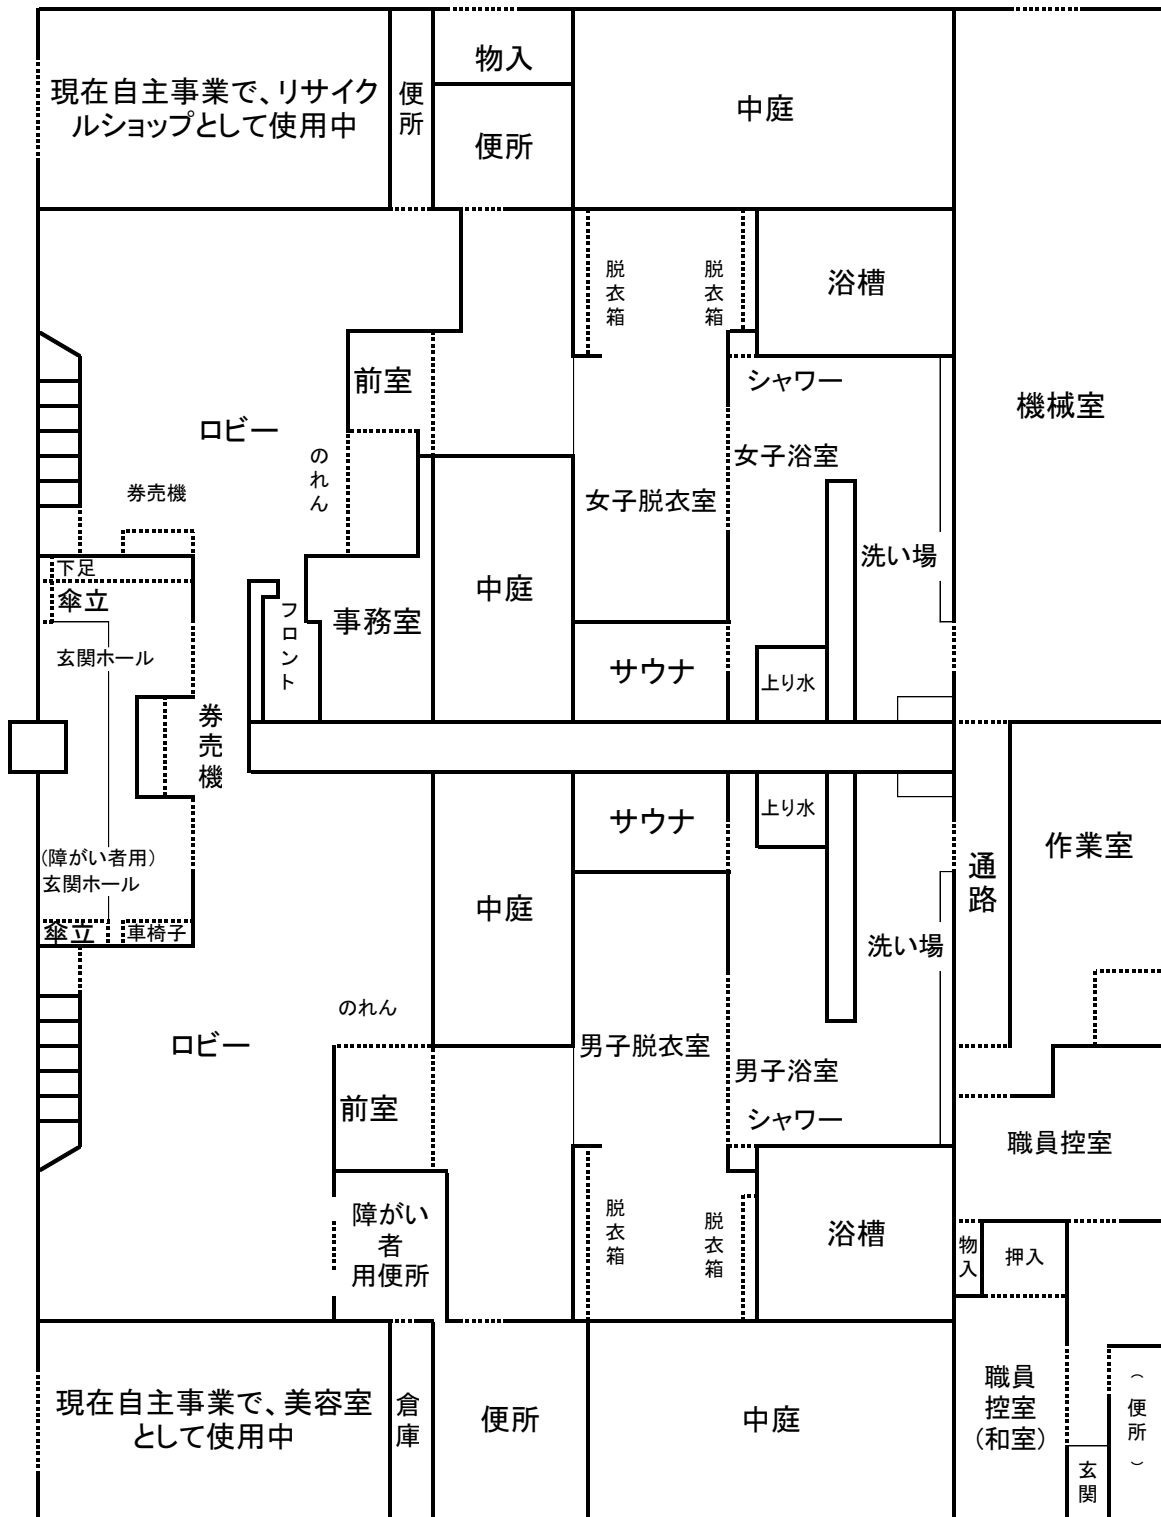 現在自主事業で、リサイク
ルショップとして使用中
便所
物入
便所
中庭
脱衣箱
脱衣箱
浴槽
前室
シャワー
機械室
ロビー
のれん
女子浴室
券売機
女子脱衣室
洗い場
下足
傘立
フロント
事務室
中庭
玄関ホール
サウナ
上り水
券売機
サウナ
上り水
(障がい者用)
玄関ホール
通路
作業室
中庭
傘立
車椅子
洗い場
のれん
ロビー
男子脱衣室
男子浴室
前室
シャワー
職員控室
障がい
者
用便所
脱衣箱
脱衣箱
浴槽
物入
押入
現在自主事業で、美容室
として使用中
倉庫
便所
中庭
職員
控室
(和室)
(便所)
玄関